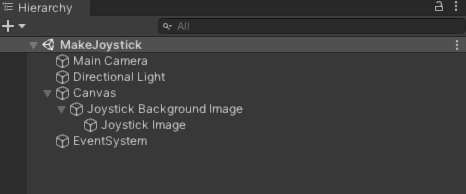 Hierarchy
All
MakeJoystick
Main Camera
Directional Light
Canvas
Joystick Background Image
Joystick Image
EventSystem